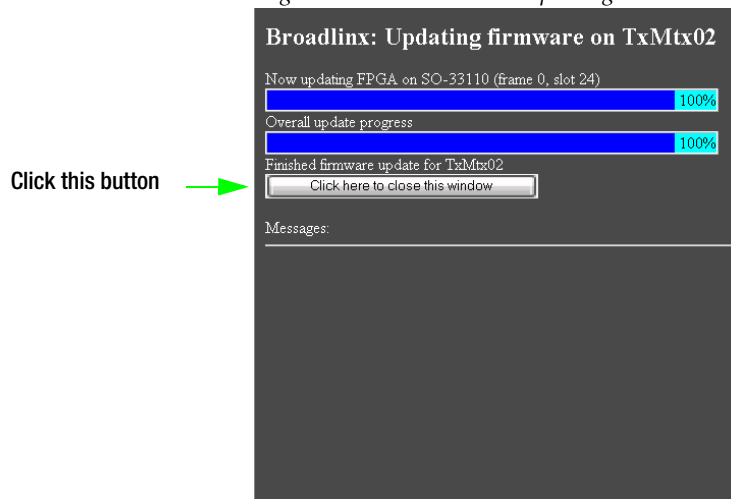 Broadlinx: Updating firmware on TxMtx02
Now updating FPGA on SO-33110 (frame 0, slot 24)
100%
Overall update progress
100%
Finished firmware update for TxMtx02
Click this button
Click here to close this window
Messages: